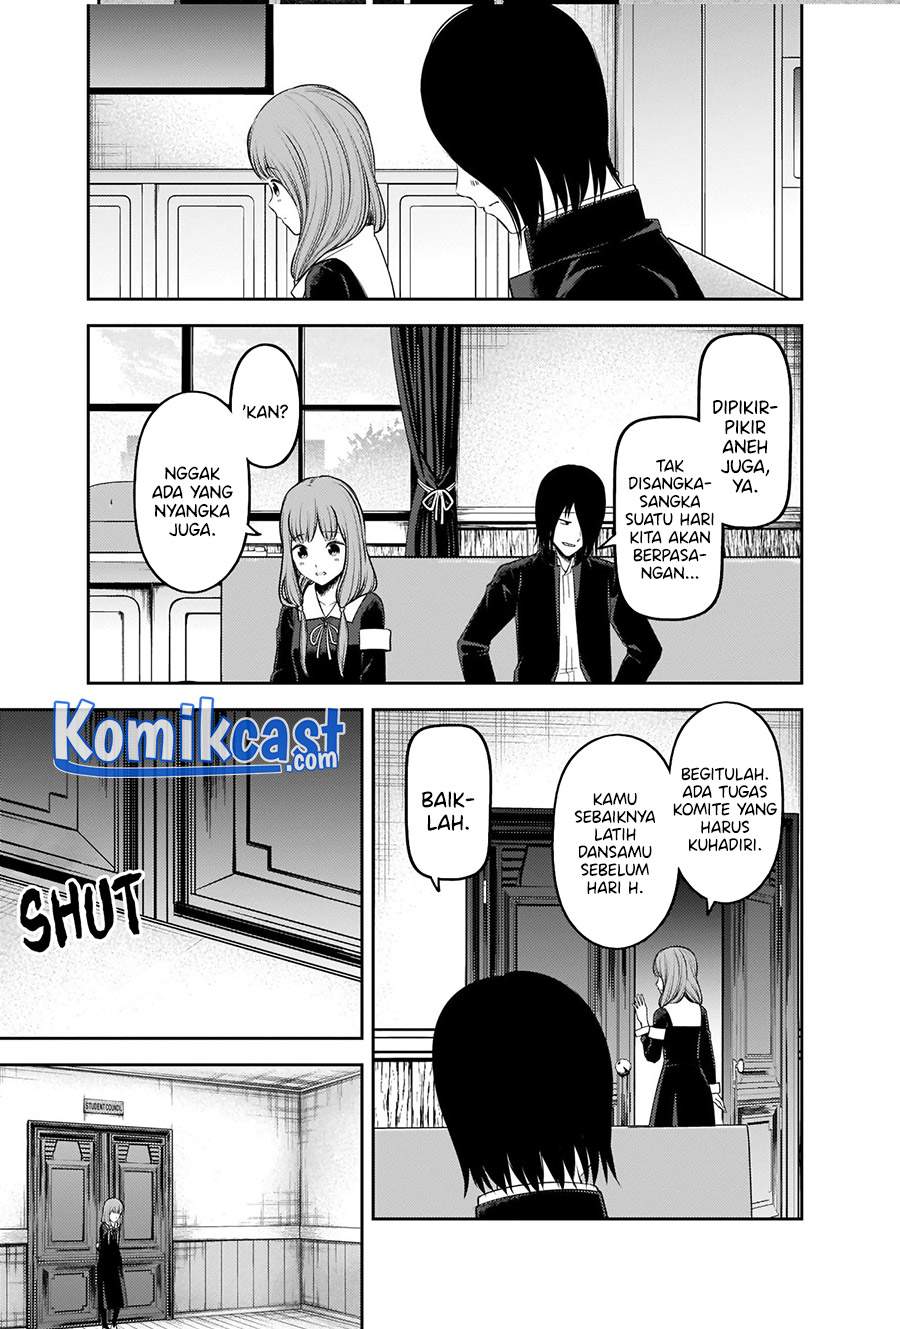 DIPIKIR-
PIKIR
ANEH
JUGA,
YA.
TAK
DISANGKA-
SANGKA
SUATU HARI
KITA AKAN
BERPASA-
NGAN...
'KAN?
NGGAK
ADA YANG
NYANGKA
JUGA.
BEGITULAH.
ADA TUGAS
KOMITE YANG
HARUS
KUHADIRI.
KAMU
SEBAIKNYA
LATIH
DANSAMU
SEBELUM
HARI H.
BAIK-
LAH.
Komikcast
.com
SHUT
STUDENT COUNCIL